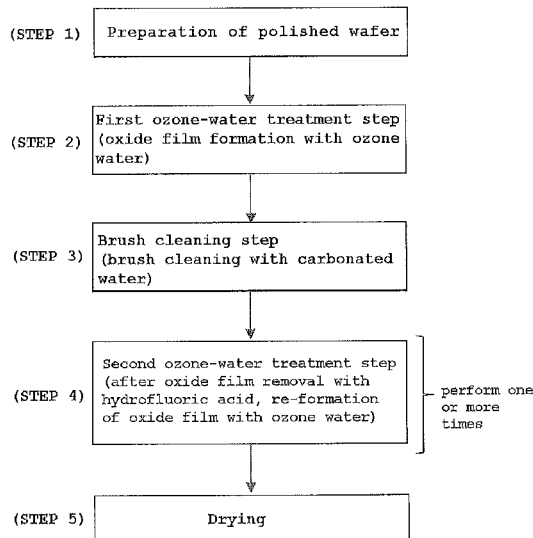 (STEP 1)
Preparation of polished wafer
(STEP 2)
First ozone-water treatment step
(oxide film formation with ozone
water)
(STEP 3)
Brush cleaning step
(brush cleaning with carbonated
water)
(STEP 4)
Second ozone-water treatment step
(after oxide film removal with
hydrofluoric acid, re-formation
of oxide film with ozone water)
perform one
or more
times
(STEP 5)
Drying